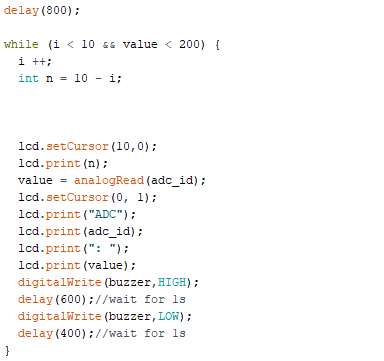 delay(800);
while (i < 10 && value < 200) {
i ++;
int n = 10 - i;
lcd.setCursor(10,0);
lcd.print(n);
value = analogRead(adc_id);
lcd.setCursor(0, 1);
lcd.print("ADC");
lcd.print(adc_id);
lcd.print(": ");
lcd.print(value);
digitalWrite(buzzer,HIGH);
delay(600);//wait for 1s
digitalWrite(buzzer,LOW);
delay(400);//wait for 1s
}